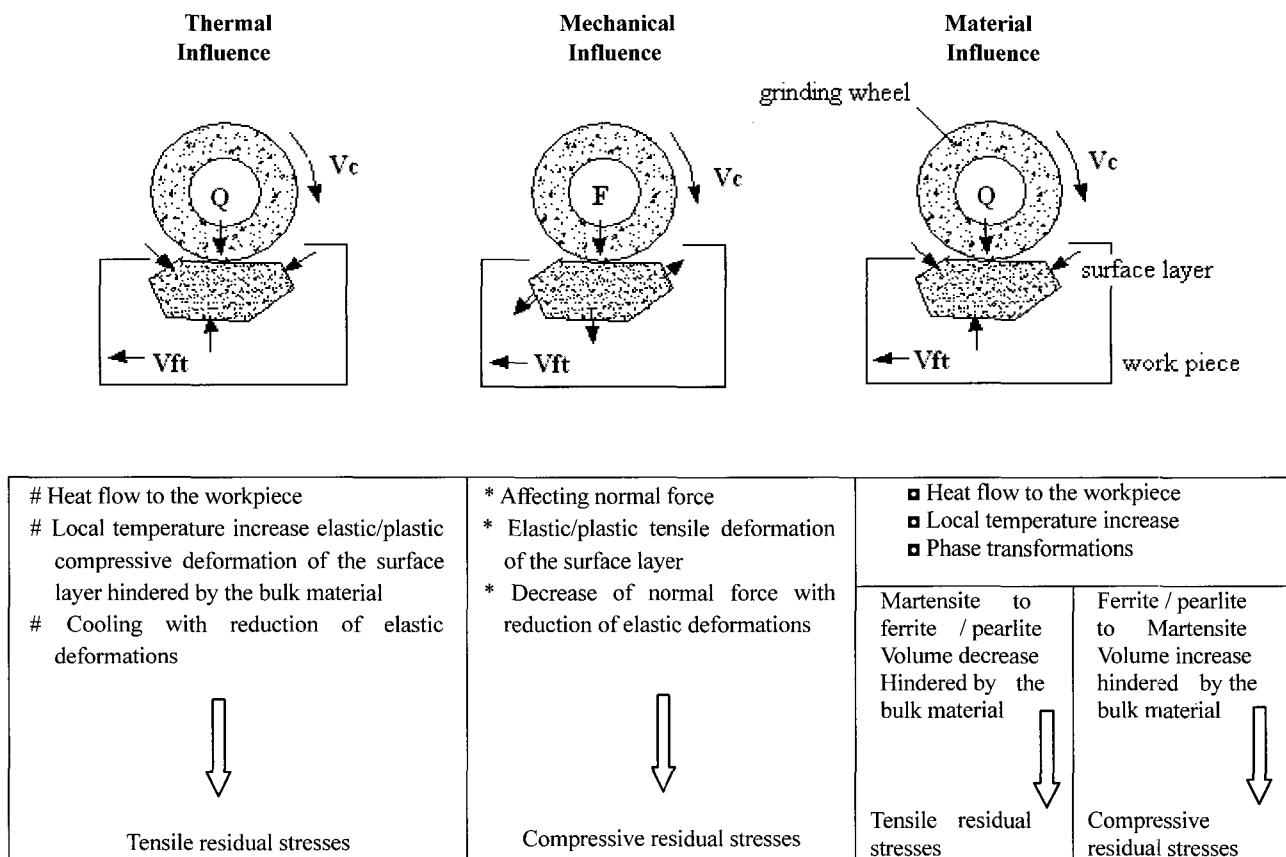 Thermal
Influence
Mechanical
Influence
Material
Influence
grinding wheel
Vc
Vc
Vc
Q
F
Q
surface layer
Vft
Vft
Vft
work piece
# Heat flow to the workpiece
# Local temperature increase elastic/plastic
compressive deformation of the surface
layer hindered by the bulk material
# Cooling with reduction of elastic
deformations
Tensile residual stresses
* Affecting normal force
* Elastic/plastic tensile deformation
of the surface layer
* Decrease of normal force with
reduction of elastic deformations
Compressive residual stresses
◘ Heat flow to the workpiece
◘ Local temperature increase
◘ Phase transformations
Martensite to
ferrite / pearlite
Volume decrease
Hindered by the
bulk material
Tensile residual
stresses
Ferrite / pearlite
to Martensite
Volume increase
hindered by the
bulk material
Compressive
residual stresses